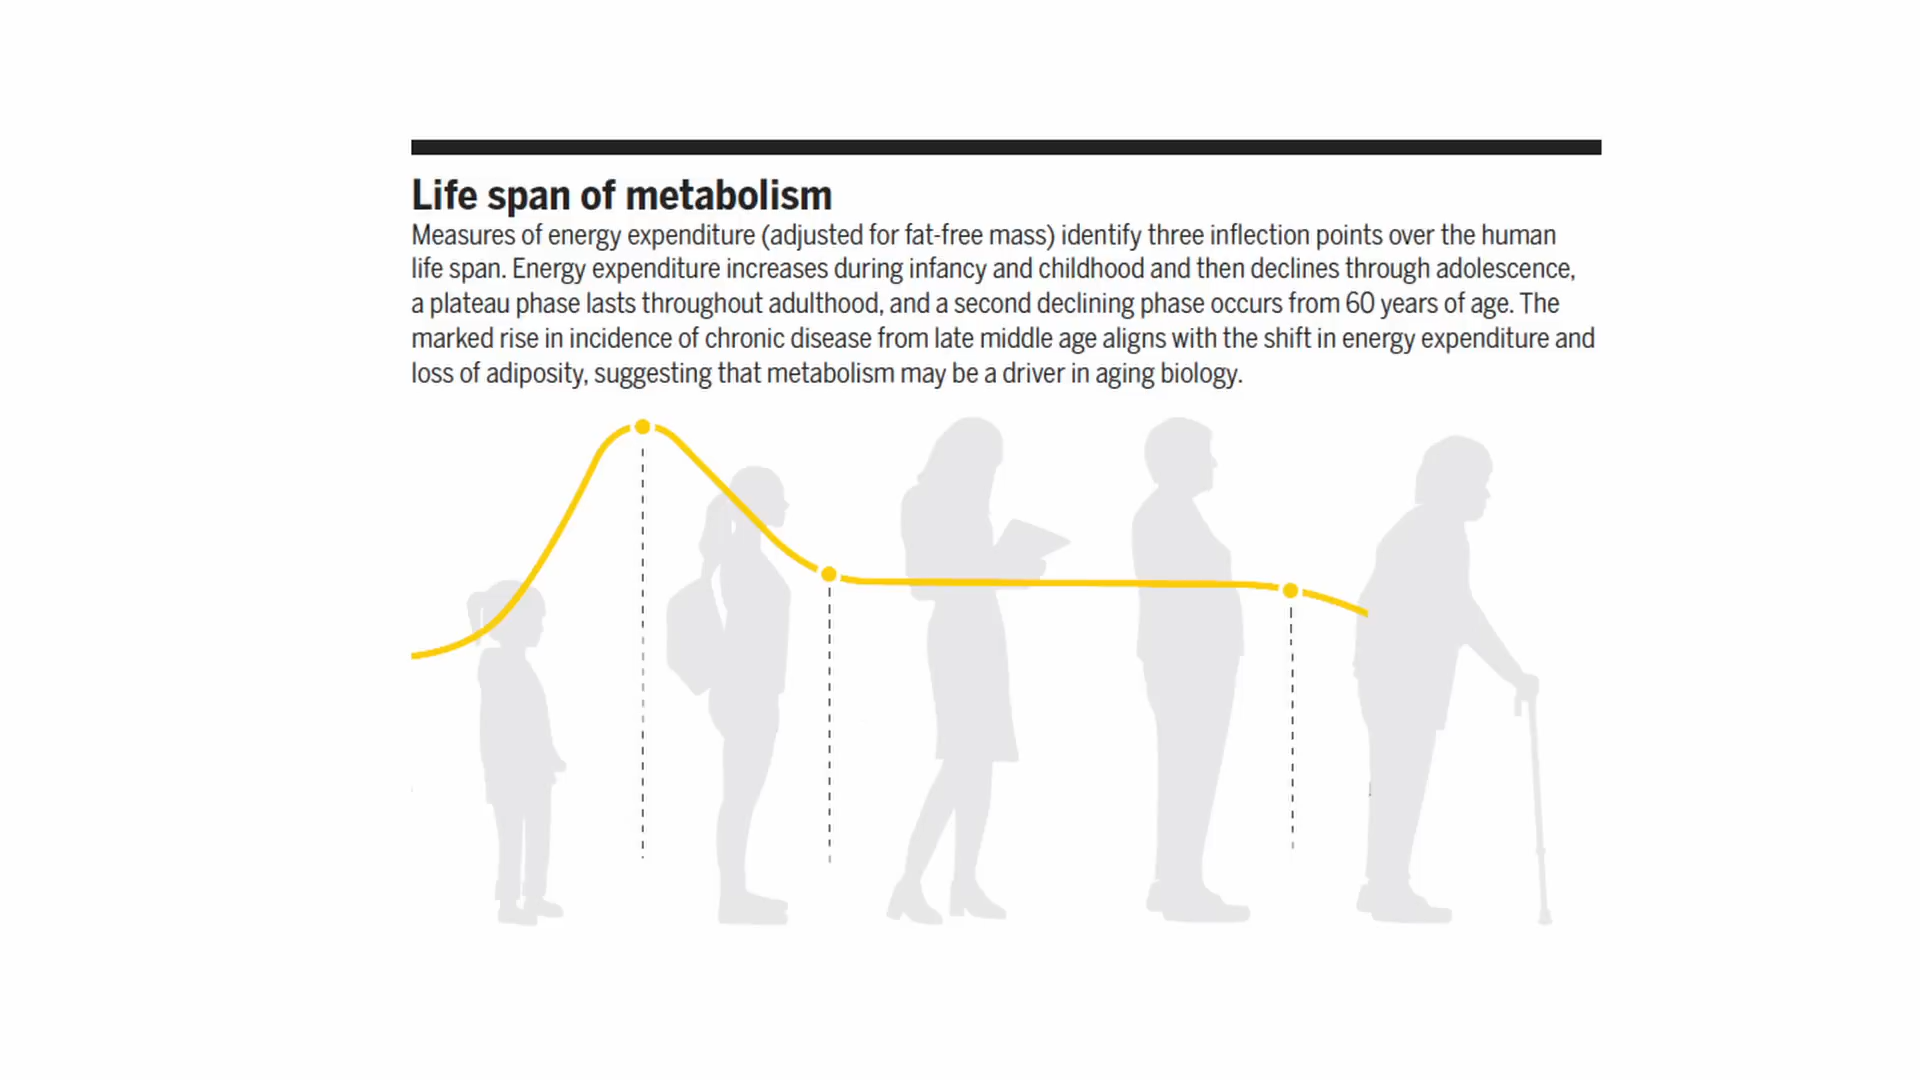 Life span of metabolism
Measures of energy expenditure (adjusted for fat-free mass) identify three inflection points over the human
life span. Energy expenditure increases during infancy and childhood and then declines through adolescence,
a plateau phase lasts throughout adulthood, and a second declining phase occurs from 60 years of age. The
marked rise in incidence of chronic disease from late middle age aligns with the shift in energy expenditure and
loss of adiposity, suggesting that metabolism may be a driver in aging biology.